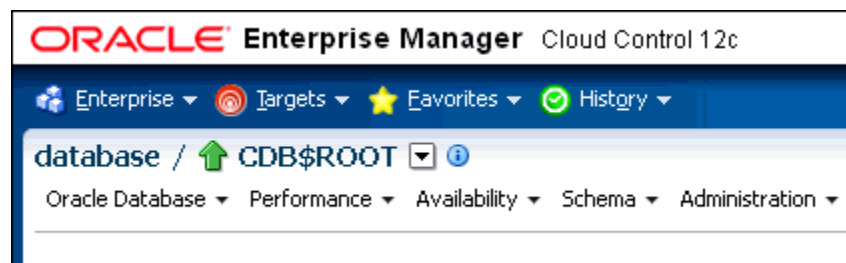 ORACLE Enterprise Manager Cloud Control 12c
Enterprise Targets Favorites History
database / CDB$ROOT
Oracle Database Performance Availability Schema Administration